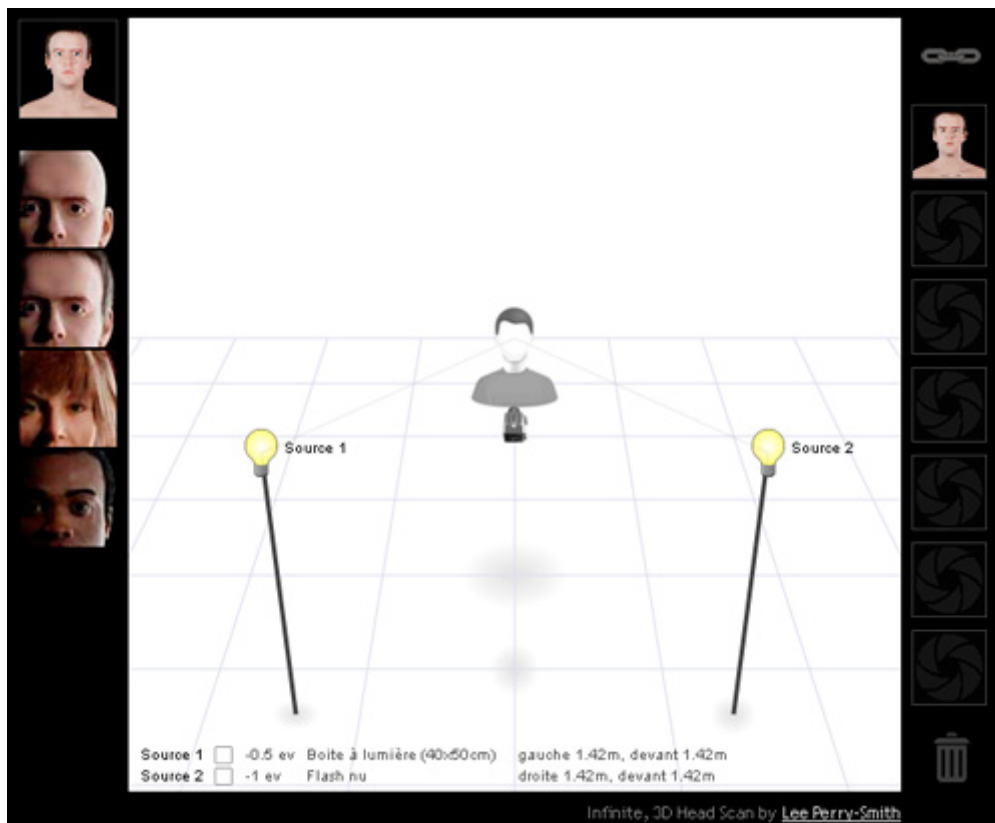 Source 1
Source 2
Source 1 -0.5 ev Boite à lumière (40x50cm) gauche 1.42m, devant 1.42m
Source 2 -1 ev Flash nu droite 1.42m, devant 1.42m
Infinite, 3D Head Scan by Lee Perry-Smith